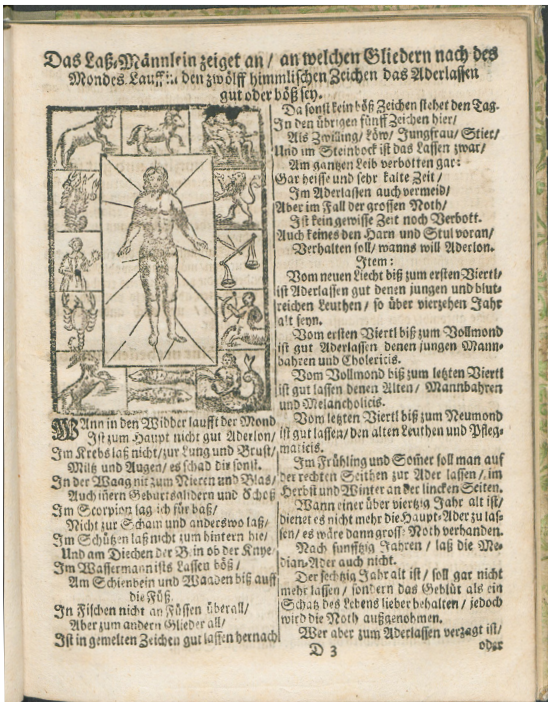 Das Laß-Männlein zeiget an / an welchen Gliedern nach des
Mondes Lauff in den zwölff himmlischen Zeichen das Aderlassen
gut oder böß sey.
WAnn in den Widder laufft der Mond
Ist zum Haupt nicht gut Aderlon/
Im Krebs laß nicht/zur Lung und Brust/
Miltz und Augen/es schad dir sonst.
In der Waag nit zum Nieren und Blas/
Auch innern Geburtsglidern und Schoß
Im Scorpion sag ich für baß/
Nicht zur Scham und anderswo laß/
Im Schützen laß nicht zum hintern hie/
Und am Diechen der B. in ob der Knye
Im Wassermann ists Lassen böß/
Am Schienbein und Waaden biß auff
die Füß.
In Fischen nicht an Füssen überall/
Aber zum andern Glieder all/
Ist in gemelten Zeichen gut lassen hernach
Da sonst kein böß Zeichen stehet den Tag.
In den übrigen fünff Zeichen hier/
Als Zwilling/ Löw/ Jungfrau/ Stier/
Und im Steinbock ist das Lassen zwar/
Am gantzen Leib verbotten gar:
Gar heisse und sehr kalte Zeit/
Im Aderlassen auch vermeid/
Aber im Fall der grossen Noth/
Ist kein gewisse Zeit noch Verbott.
Auch keines den Harn und Stul voran/
Verhalten soll/ wanns will Aderlon.
Item:
Vom neuen Liecht biß zum ersten Viertl/
ist Aderlassen gut denen jungen und blut-
reichen Leuthen/ so über vierzehen Jahr
alt seyn.
Vom ersten Viertl biß zum Vollmond
ist gut Aderlassen denen jungen Mann-
bahren und Cholericis.
Vom Vollmond biß zum letzten Viertl
ist gut lassen denen Alten/ Mannbahren
und Melancholicis.
Vom letzten Viertl biß zum Neumond
ist gut lassen/ den alten Leuthen und Pfleg-
maticis.
Im Frühling und Som̃er soll man auf
der rechten Seithen zur Ader lassen/ im
Herbst und Winter an der lincken Seiten.
Wann einer über viertzig Jahr alt ist/
dienet es nicht mehr die Haupt-Ader zu las-
sen/ es wäre dann grosse Noth verhanden.
Nach funfftzig Jahren/ laß die Me-
dian-Ader auch nicht.
Der sechtzig Jahr alt ist/ soll gar nicht
mehr lassen/ sondern das Geblüt als ein
Schatz des Lebens lieber behalten/ jedoch
wird die Noth außgenohmen.
Wer aber zum Aderlassen verzagt ist/
D 3
oder